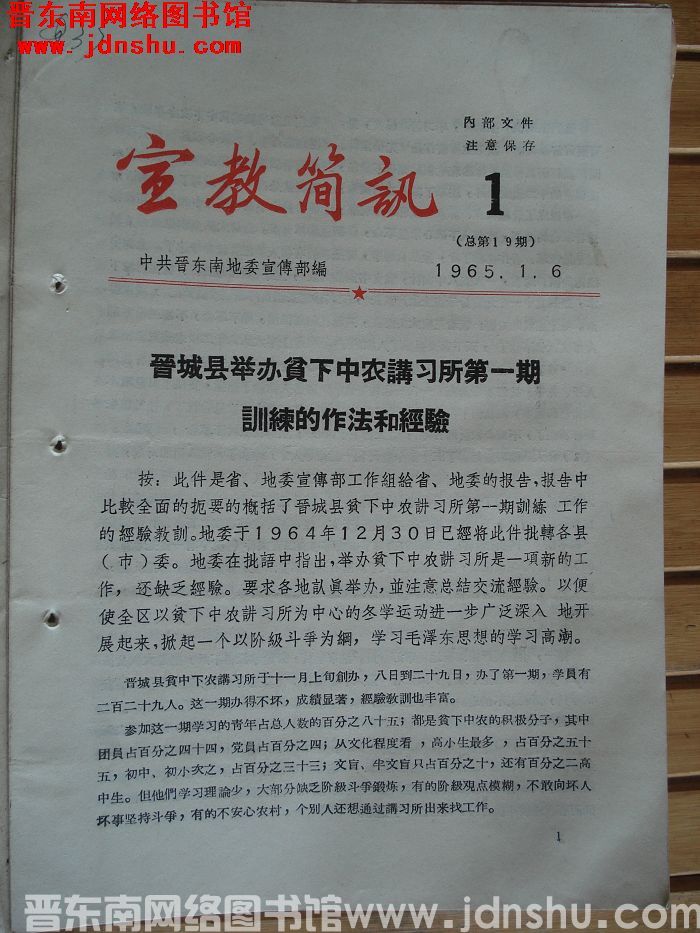 晋东南网络图书馆
www.jdnshu.com
内部文件
注意保存
宣教简訊
1
（总第19期）
中共晋东南地委宣傳部編
1965.1.6
晋城县举办貧下中农講习所第一期
訓練的作法和經驗
按：此件是省、地委宣傳部工作組給省、地委的报告，报告中
比較全面的扼要的概括了晋城县貧下中农講习所第一期訓練工作
的經驗教訓。地委于1964年12月30日已經将此件批轉各县
（市）委。地委在批語中指出，举办貧下中农講习所是一項新的工
作，还缺乏經驗。要求各地認眞举办，並注意总結交流經驗。以便
使全区以貧下中农講习所为中心的冬学运动进一步广泛深入地开
展起来，掀起一个以阶級斗爭为綱，学习毛澤东思想的学习高潮。
晋城县貧中下农講习所于十一月上旬創办，八日到二十九日，办了第一期，学員有
二百二十九人。这一期办得不坏，成績显著，經驗教訓也丰富。
参加这一期学习的青年占总人数的百分之八十五；都是貧下中农的积极分子，其中
团員占百分之四十四，党員占百分之四；从文化程度看，高小生最多，占百分之五十
五，初中、初小次之，占百分之三十三；文盲、半文盲只占百分之十，还有百分之二高
中生。但他們学习理論少，大部分缺乏阶級斗爭鍛炼，有的阶級观点模糊，不敢向坏人
坏事坚持斗爭，有的不安心农村，个別人还想通过講习所出来找工作。
1
晋东南网络图书馆 www.jdnshu.com